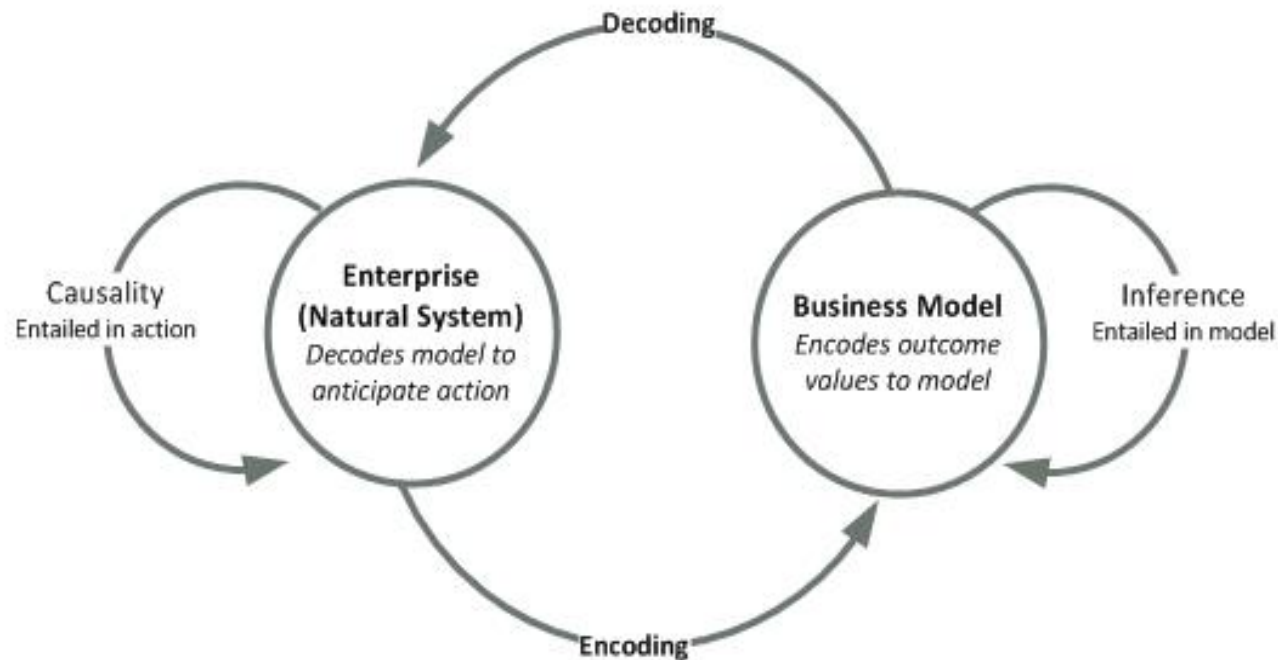 Decoding
Causality
Entailed in action
Enterprise
(Natural System)
Decodes model to
anticipate action
Business Model
Encodes outcome
values to model
Inference
Entailed in model
Encoding